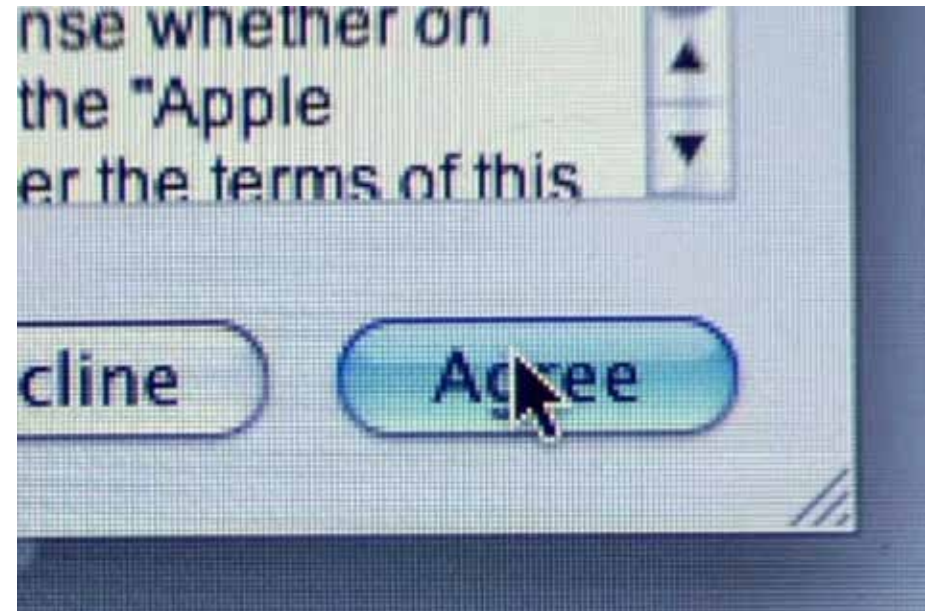 nse whether on
the "Apple
er the terms of this
cline
Agree